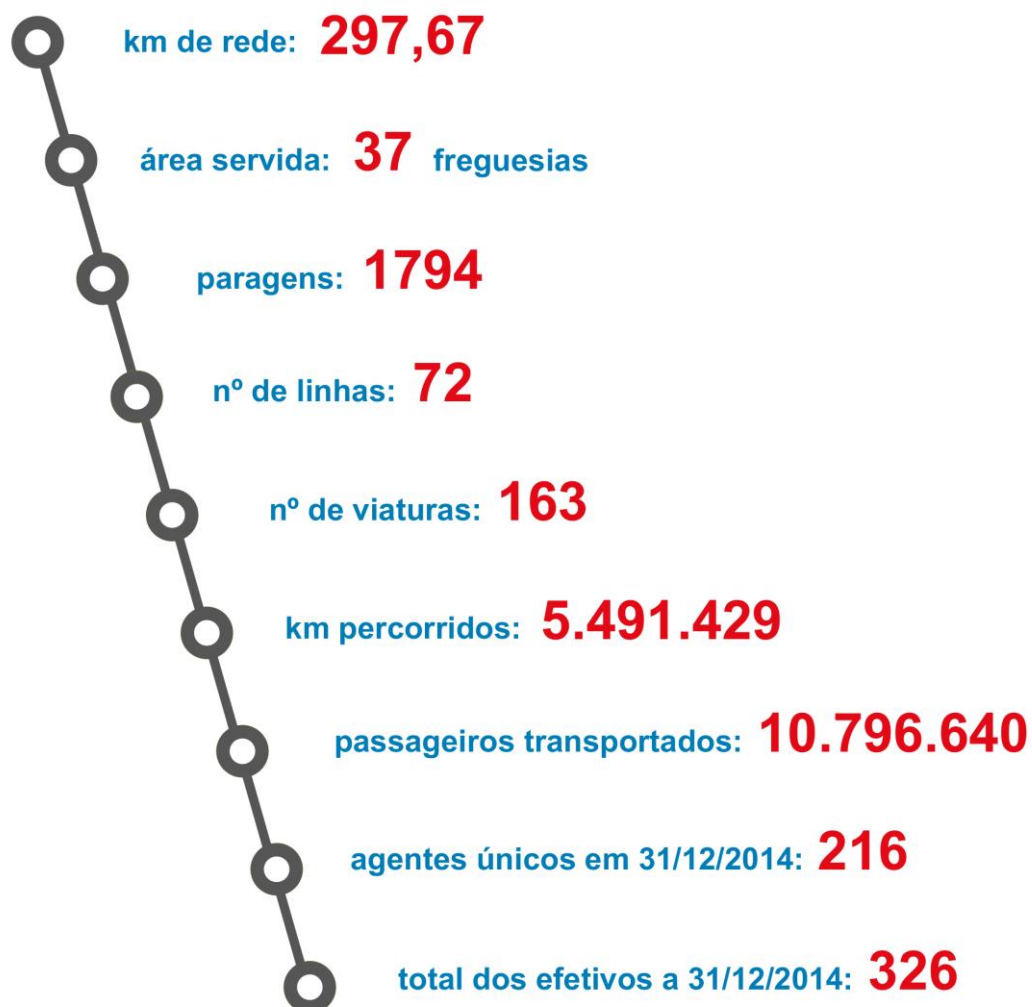 km de rede: 297,67
área servida: 37 freguesias
paragens: 1794
nº de linhas: 72
nº de viaturas: 163
km percorridos: 5.491.429
passageiros transportados: 10.796.640
agentes únicos em 31/12/2014: 216
total dos efetivos a 31/12/2014: 326